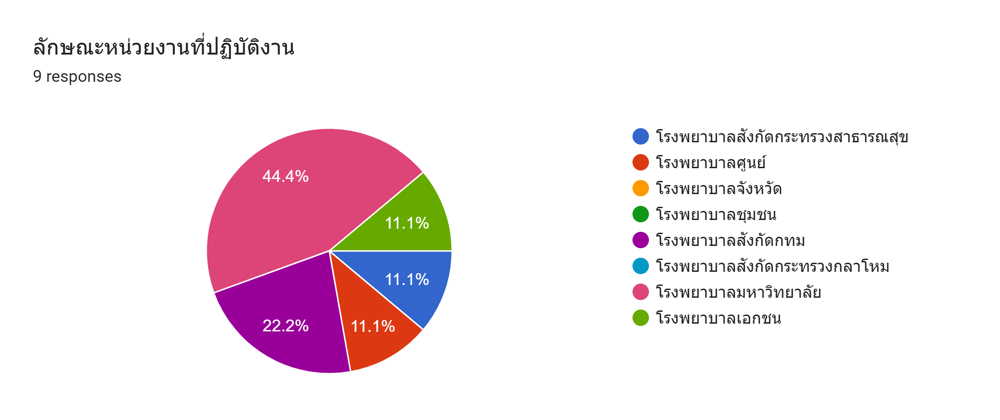 ลักษณะหน่วยงานที่ปฏิบัติงาน
9 responses
44.4%
11.1%
11.1%
22.2%
11.1%
โรงพยาบาลสังกัดกระทรวงสาธารณสุข
โรงพยาบาลศูนย์
โรงพยาบาลจังหวัด
โรงพยาบาลชุมชน
โรงพยาบาลสังกัดกทม
โรงพยาบาลสังกัดกระทรวงกลาโหม
โรงพยาบาลมหาวิทยาลัย
โรงพยาบาลเอกชน